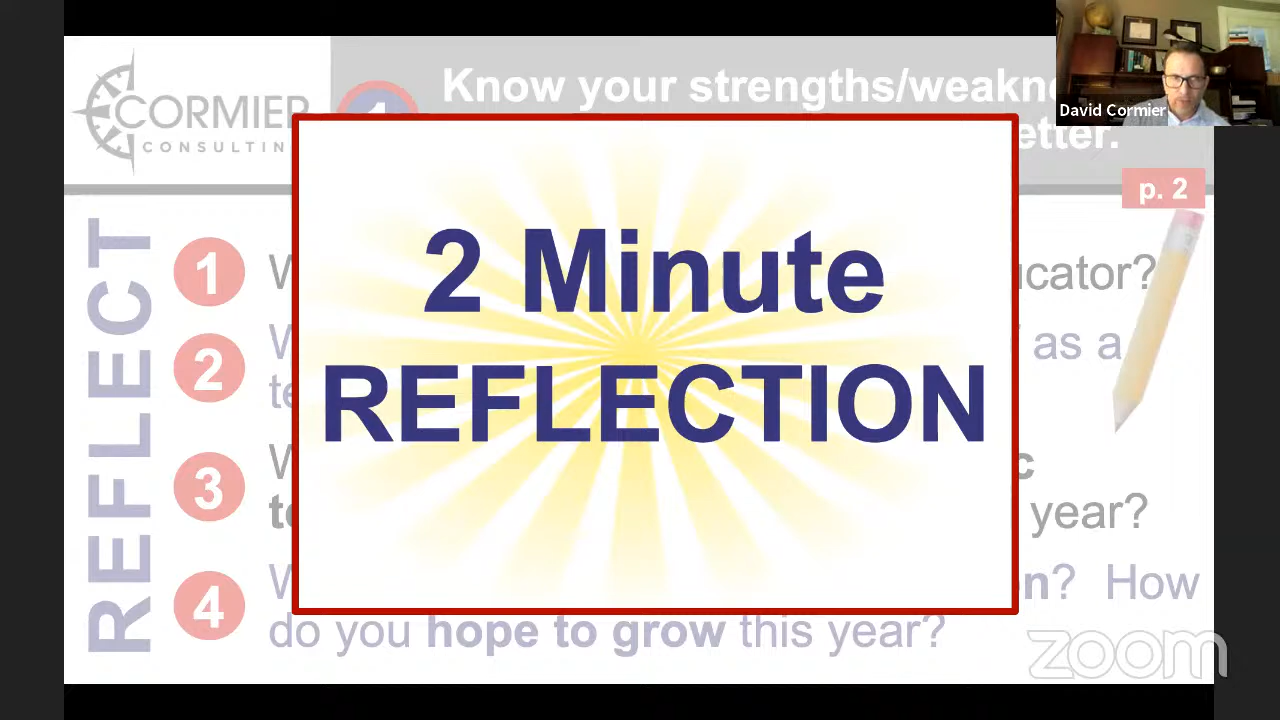 CORMIER
CONSULTING
1
Know your strengths/weakn
etter.
David Cormier
p. 2
REFLECT
2 Minute
REFLECTION
1
ucator?
2
as a
3
year?
4
? How
do you hope to grow this year?
zoom